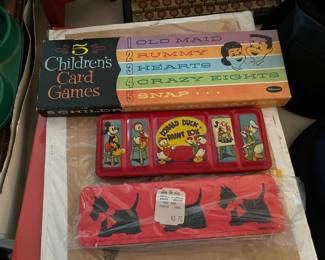 5
Children's
Card
Games
1 OLD MAID
2 RUMMY
3 HEARTS
4 CRAZY EIGHTS
5 SNAP...
DONALD DUCK
PAINT BOX